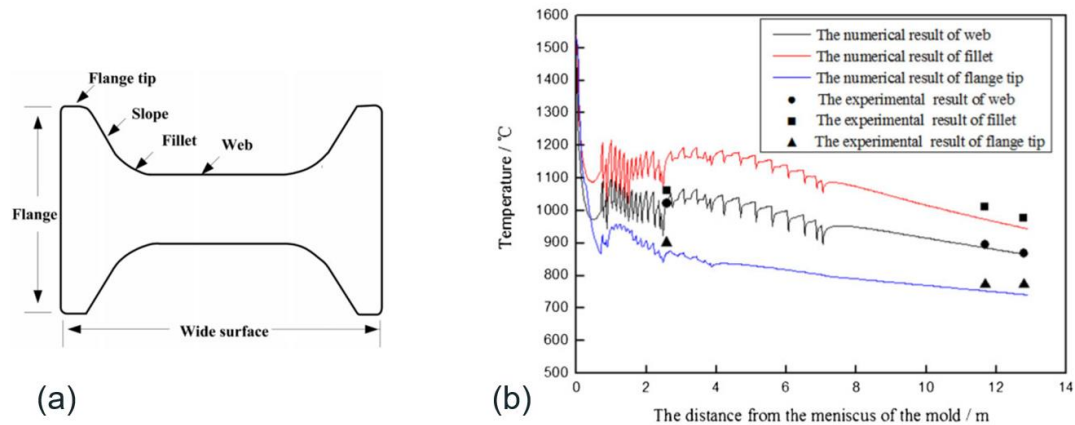 Flange tip
Slope
Fillet
Web
Flange
Wide surface
(a)
1600
1500
1400
1300
1200
1100
1000
900
800
700
600
500
Temperature / ℃
The numerical result of web
The numerical result of fillet
The numerical result of flange tip
The experimental result of web
The experimental result of fillet
The experimental result of flange tip
0 2 4 6 8 10 12 14
The distance from the meniscus of the mold / m
(b)